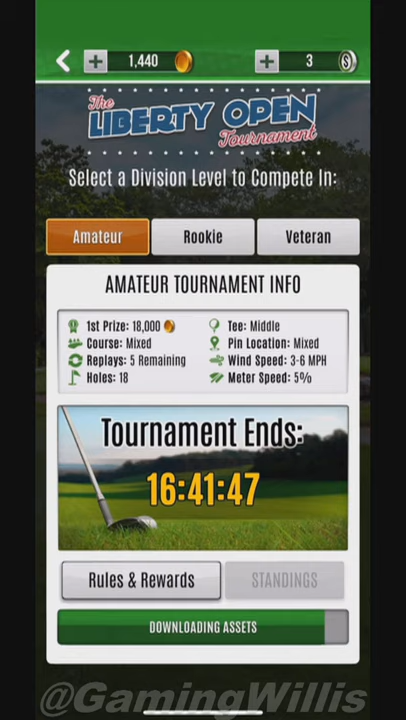 1,440
3
The
LIBERTY OPEN
Tournament
Select a Division Level to Compete In:
Amateur
Rookie
Veteran
AMATEUR TOURNAMENT INFO
1st Prize: 18,000
Tee: Middle
Course: Mixed
Pin Location: Mixed
Replays: 5 Remaining
Wind Speed: 3-6 MPH
Holes: 18
Meter Speed: 5%
Tournament Ends:
16:41:47
Rules & Rewards
STANDINGS
DOWNLOADING ASSETS
@GamingWillis